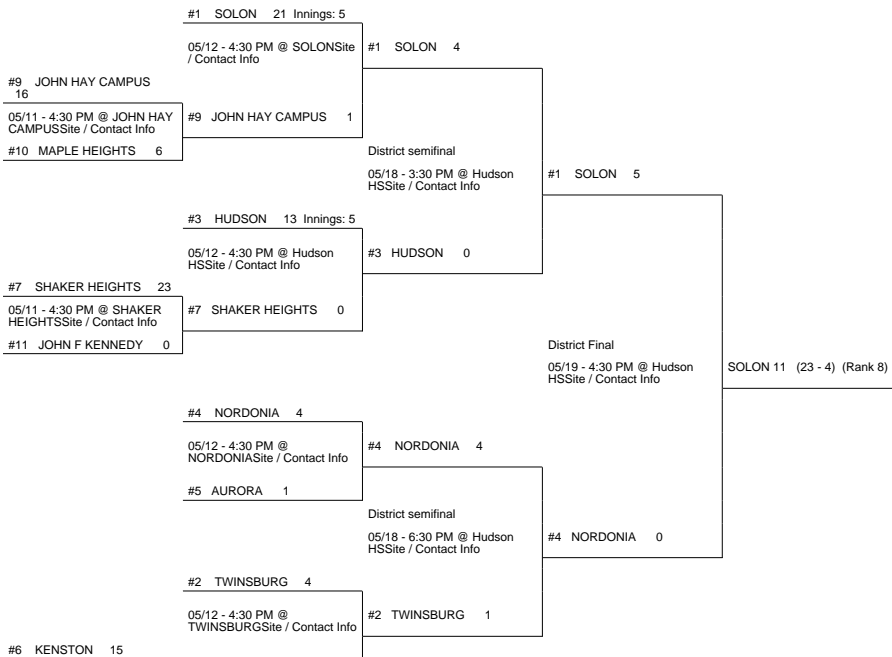 #1 SOLON 21 Innings: 5
05/12 - 4:30 PM @ SOLONSite
/ Contact Info
#1 SOLON 4
#9 JOHN HAY CAMPUS
16
05/11 - 4:30 PM @ JOHN HAY
CAMPUSSite / Contact Info
#9 JOHN HAY CAMPUS 1
#10 MAPLE HEIGHTS 6
District semifinal
05/18 - 3:30 PM @ Hudson
HSSite / Contact Info
#1 SOLON 5
#3 HUDSON 13 Innings: 5
05/12 - 4:30 PM @ Hudson
HSSite / Contact Info
#3 HUDSON 0
#7 SHAKER HEIGHTS 23
05/11 - 4:30 PM @ SHAKER
HEIGHTSSite / Contact Info
#7 SHAKER HEIGHTS 0
#11 JOHN F KENNEDY 0
District Final
05/19 - 4:30 PM @ Hudson
HSSite / Contact Info
SOLON 11 (23 - 4) (Rank 8)
#4 NORDONIA 4
05/12 - 4:30 PM @
NORDONIASite / Contact Info
#4 NORDONIA 4
#5 AURORA 1
District semifinal
05/18 - 6:30 PM @ Hudson
HSSite / Contact Info
#4 NORDONIA 0
#2 TWINSBURG 4
05/12 - 4:30 PM @
TWINSBURGSite / Contact Info
#2 TWINSBURG 1
#6 KENSTON 15